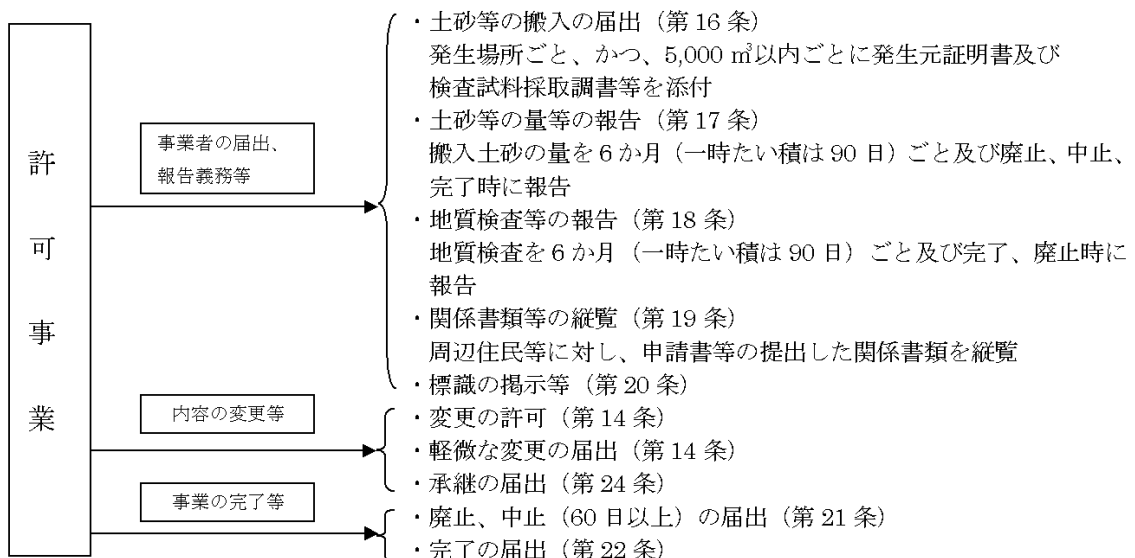 許可事業
事業者の届出、
報告義務等
・土砂等の搬入の届出（第16条）
発生場所ごと、かつ、5,000㎥以内ごとに発生元証明書及び
検査試料採取調書等を添付
・土砂等の量等の報告（第17条）
搬入土砂の量を６か月（一時たい積は90日）ごと及び廃止、中止、
完了時に報告
・地質検査等の報告（第18条）
地質検査を６か月（一時たい積は90日）ごと及び完了、廃止時に
報告
・関係書類等の縦覧（第19条）
周辺住民等に対し、申請書等の提出した関係書類を縦覧
・標識の掲示等（第20条）
内容の変更等
・変更の許可（第14条）
・軽微な変更の届出（第14条）
・承継の届出（第24条）
事業の完了等
・廃止、中止（60日以上）の届出（第21条）
・完了の届出（第22条）